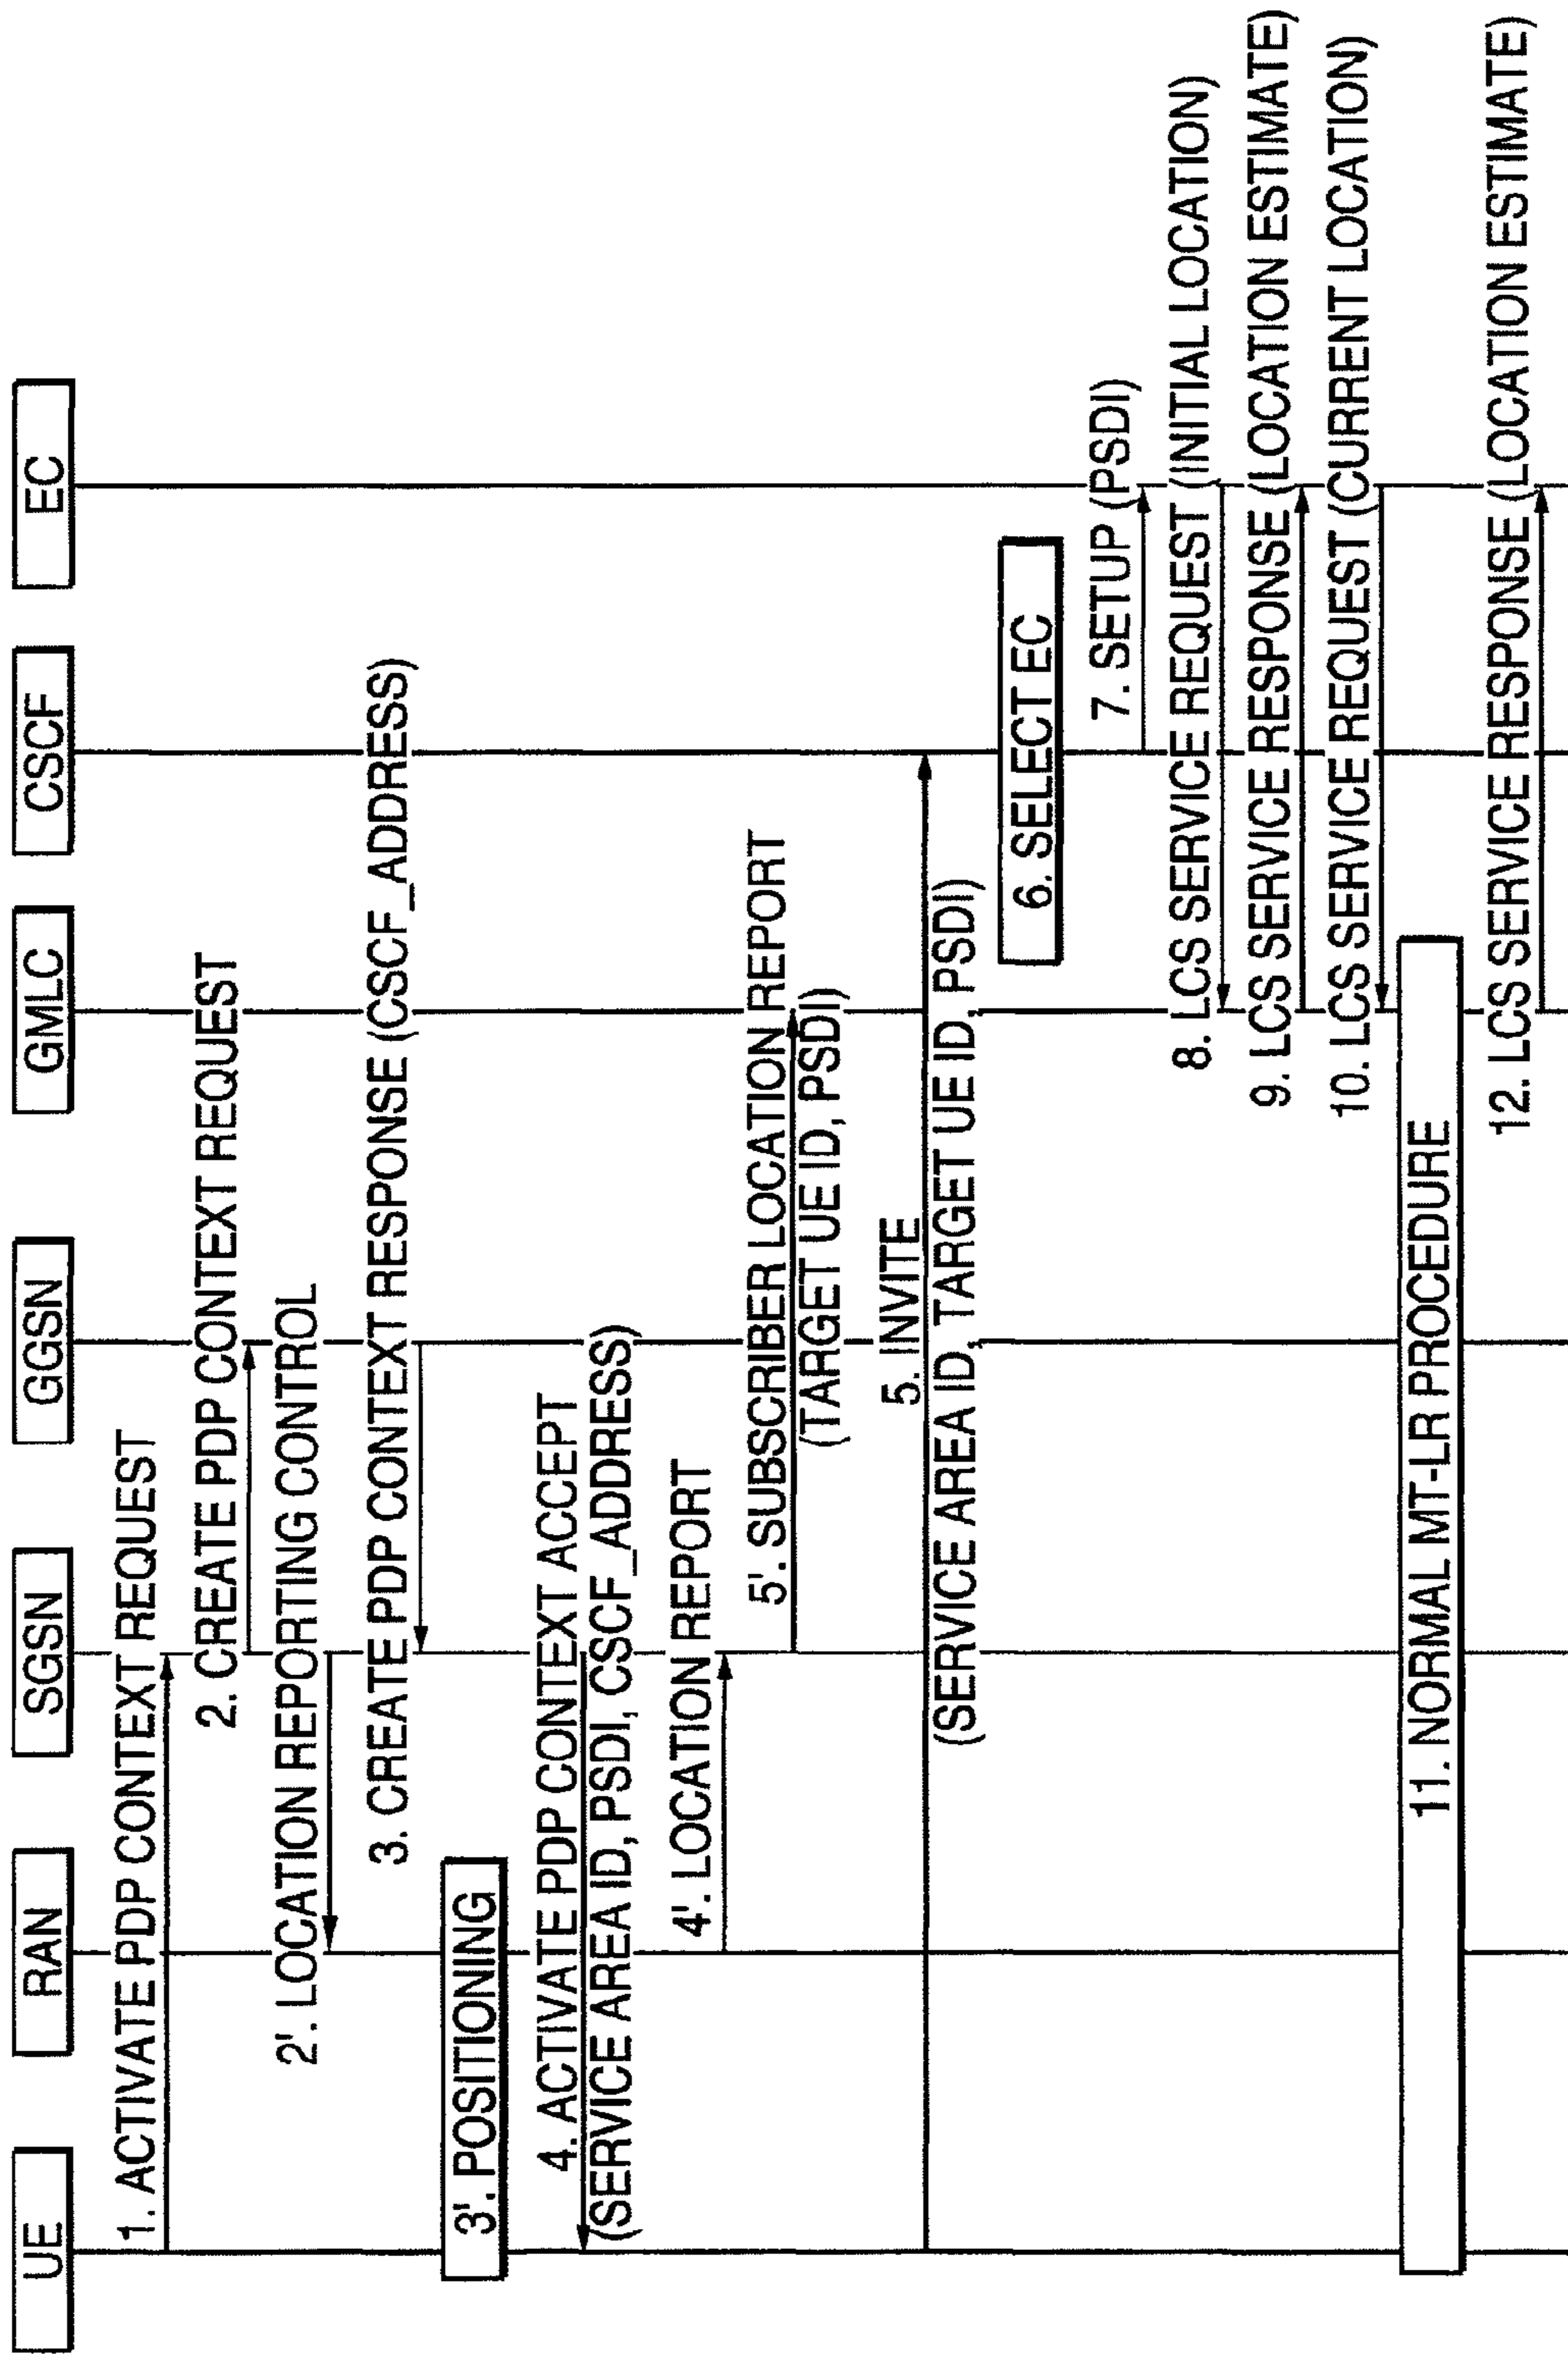 UE
RAN
SGSN
GGSN
GMLC
CSCF
EC
1. ACTIVATE PDP CONTEXT REQUEST
2. CREATE PDP CONTEXT REQUEST
2'. LOCATION REPORTING CONTROL
3. CREATE PDP CONTEXT RESPONSE (CSCF_ADDRESS)
3'. POSITIONING
4. ACTIVATE PDP CONTEXT ACCEPT
(SERVICE AREA ID, PSDI, CSCF_ADDRESS)
4'. LOCATION REPORT
5'. SUBSCRIBER LOCATION REPORT
(TARGET UE ID, PSDI)
5. INVITE
(SERVICE AREA ID, TARGET UE ID, PSDI)
6. SELECT EC
7. SETUP (PSDI)
8. LCS SERVICE REQUEST (INITIAL LOCATION)
9. LCS SERVICE RESPONSE (LOCATION ESTIMATE)
10. LCS SERVICE REQUEST (CURRENT LOCATION)
11. NORMAL MT-LR PROCEDURE
12. LCS SERVICE RESPONSE (LOCATION ESTIMATE)